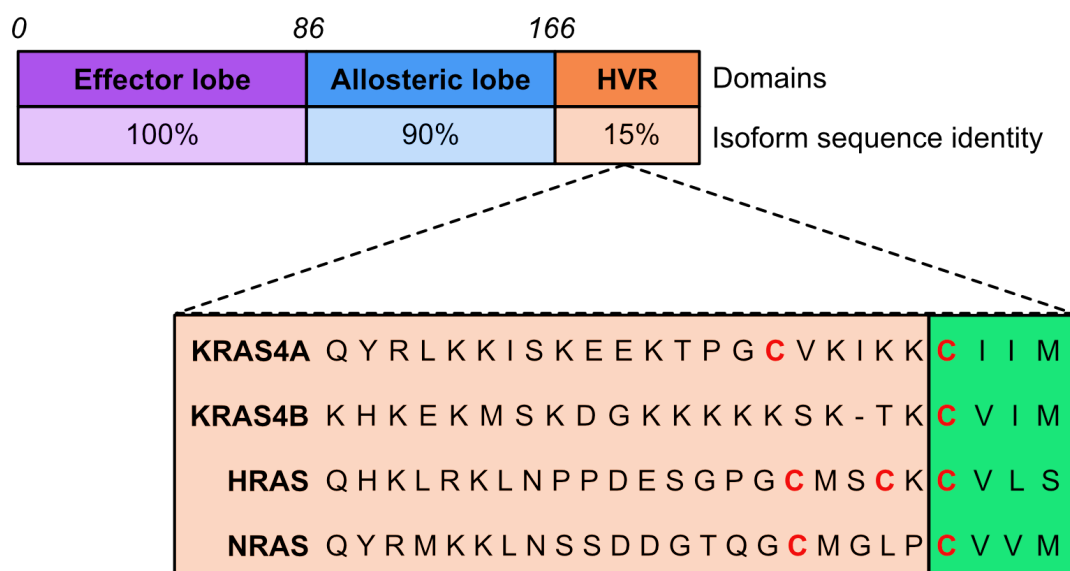 0 86 166
Effector lobe Allosteric lobe HVR Domains
100% 90% 15% Isoform sequence identity
KRAS4A Q Y R L K K I S K E E K T P G C V K I K K C I I M
KRAS4B K H K E K M S K D G K K K K K S K - T K C V I M
HRAS Q H K L R K L N P P D E S G P G C M S C K C V L S
NRAS Q Y R M K K L N S S D D G T Q G C M G L P C V V M